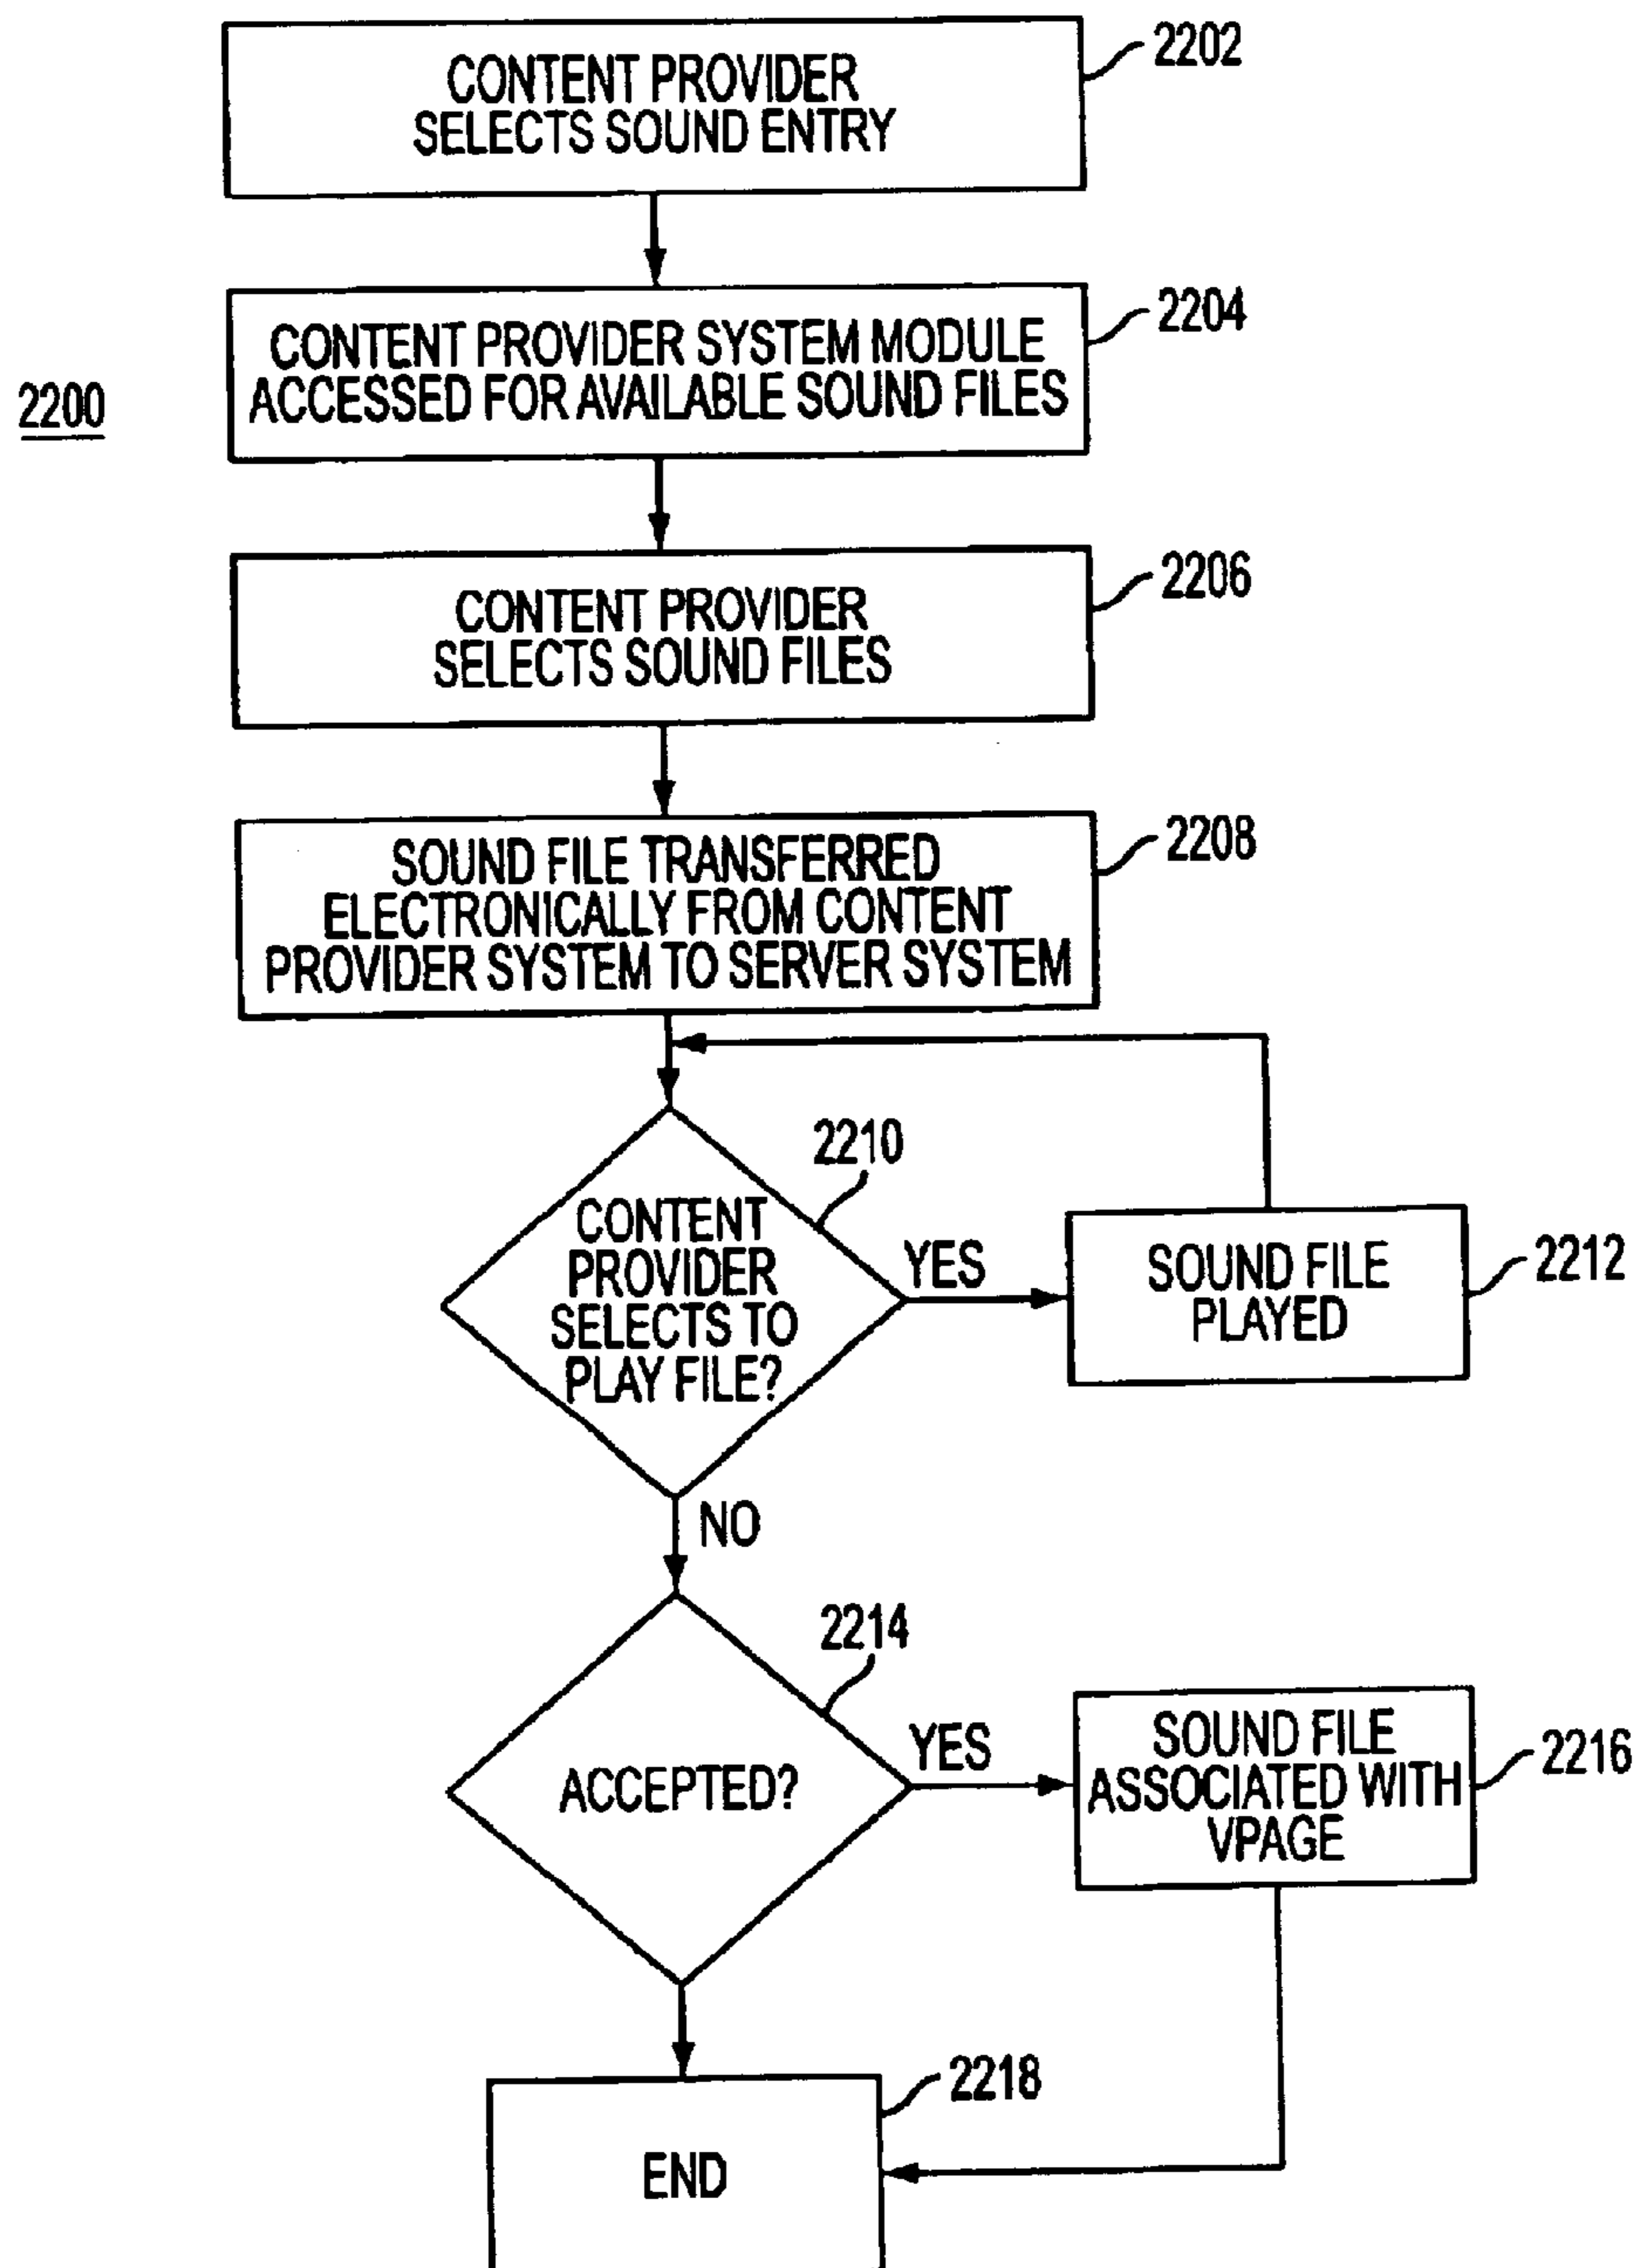 2200
CONTENT PROVIDER
SELECTS SOUND ENTRY
2202
CONTENT PROVIDER SYSTEM MODULE
ACCESSED FOR AVAILABLE SOUND FILES
2204
CONTENT PROVIDER
SELECTS SOUND FILES
2206
SOUND FILE TRANSFERRED
ELECTRONICALLY FROM CONTENT
PROVIDER SYSTEM TO SERVER SYSTEM
2208
2210
CONTENT
PROVIDER
SELECTS TO
PLAY FILE?
YES
SOUND FILE
PLAYED
2212
NO
2214
ACCEPTED?
YES
SOUND FILE
ASSOCIATED WITH
VPAGE
2216
2218
END